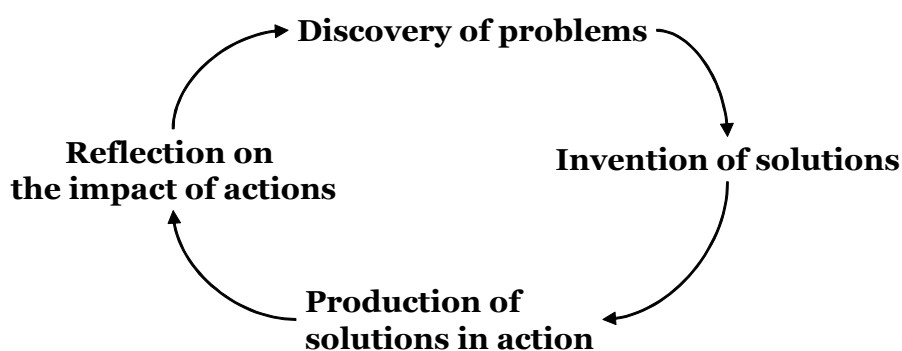 Discovery of problems
Invention of solutions
Production of
solutions in action
Reflection on
the impact of actions